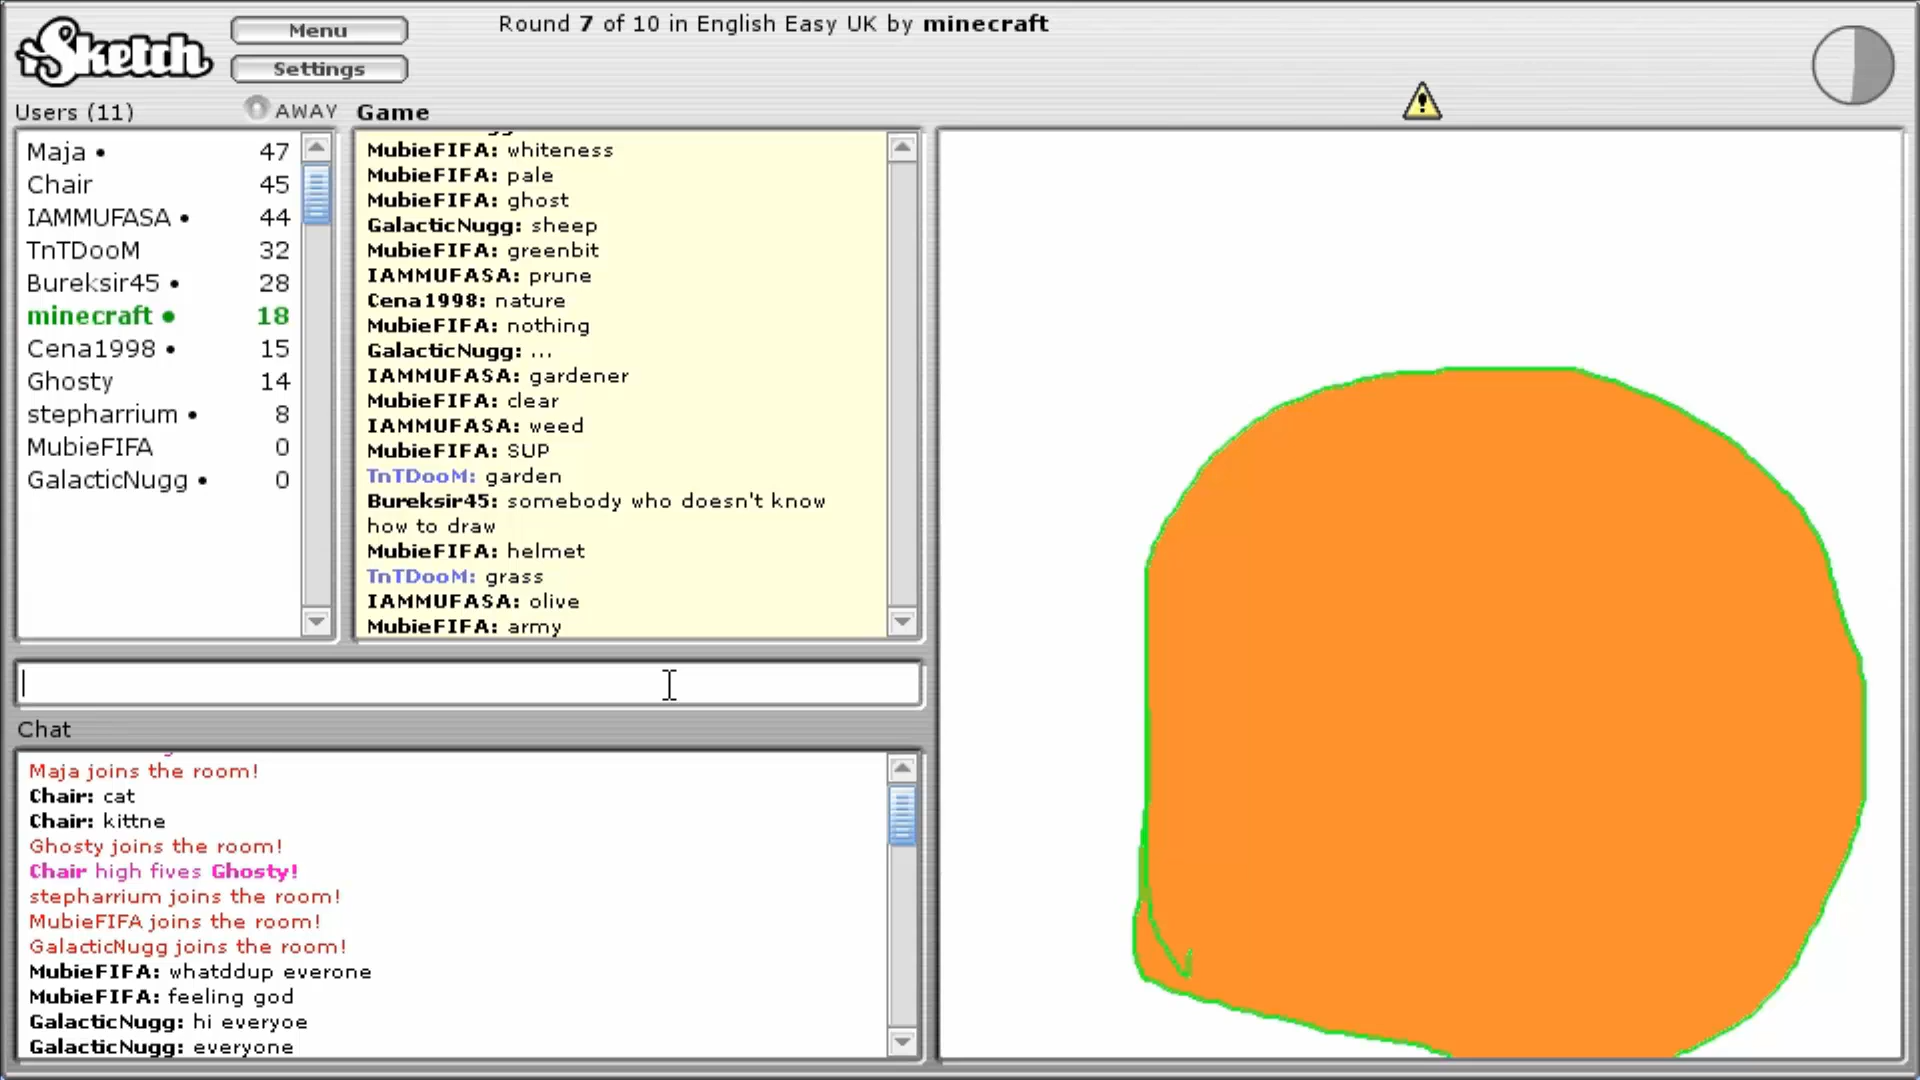 iSketch
Menu
Settings
Round 7 of 10 in English Easy UK by minecraft
Users (11)
AWAY
Game
Maja • 47
Chair 45
IAMMUFASA • 44
TnTDooM 32
Bureksir45 • 28
minecraft • 18
Cena1998 • 15
Ghosty 14
stepharrium • 8
MubieFIFA 0
GalacticNugg • 0
MubieFIFA: whiteness
MubieFIFA: pale
MubieFIFA: ghost
GalacticNugg: sheep
MubieFIFA: greenbit
IAMMUFASA: prune
Cena1998: nature
MubieFIFA: nothing
GalacticNugg: ...
IAMMUFASA: gardener
MubieFIFA: clear
IAMMUFASA: weed
MubieFIFA: SUP
TnTDooM: garden
Bureksir45: somebody who doesn't know
how to draw
MubieFIFA: helmet
TnTDooM: grass
IAMMUFASA: olive
MubieFIFA: army
Chat
Maja joins the room!
Chair: cat
Chair: kittne
Ghosty joins the room!
Chair high fives Ghosty!
stepharrium joins the room!
MubieFIFA joins the room!
GalacticNugg joins the room!
MubieFIFA: whatddup everone
MubieFIFA: feeling god
GalacticNugg: hi everyoe
GalacticNugg: everyone